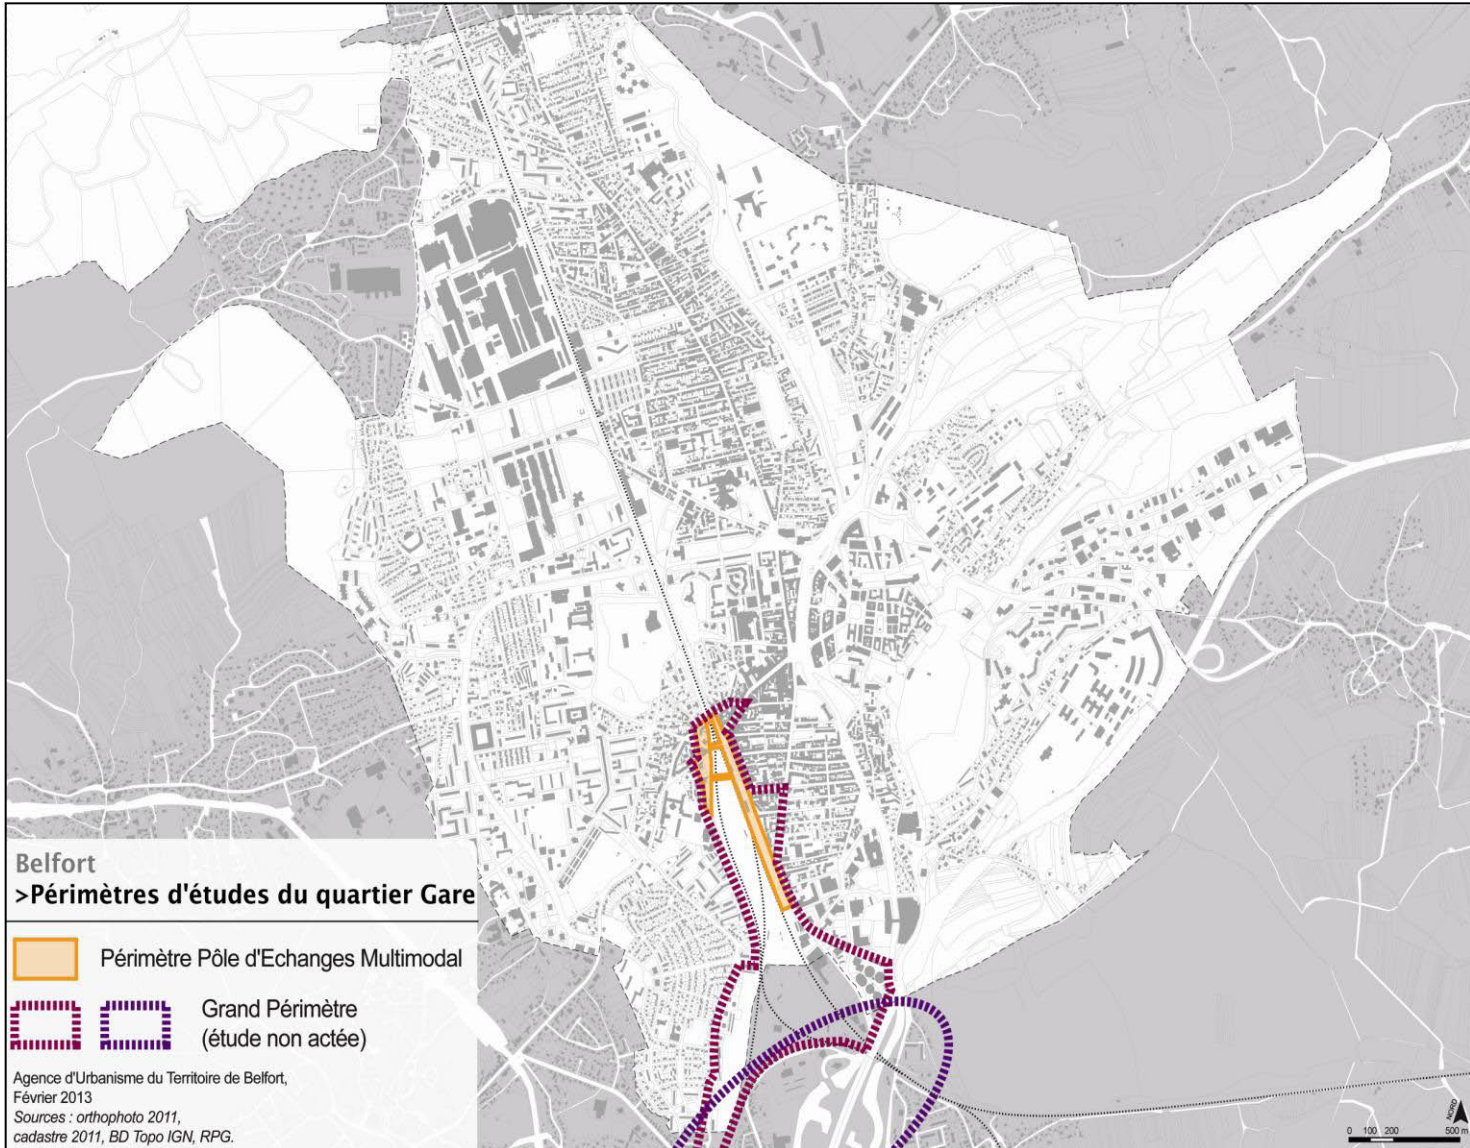 Belfort
>Périmètres d'études du quartier Gare
Périmètre Pôle d'Echanges Multimodal
Grand Périmètre
(étude non actée)
Agence d'Urbanisme du Territoire de Belfort,
Février 2013
Sources : orthophoto 2011,
cadastre 2011, BD Topo IGN, RPG.
NORD
0 100 200 500 m.